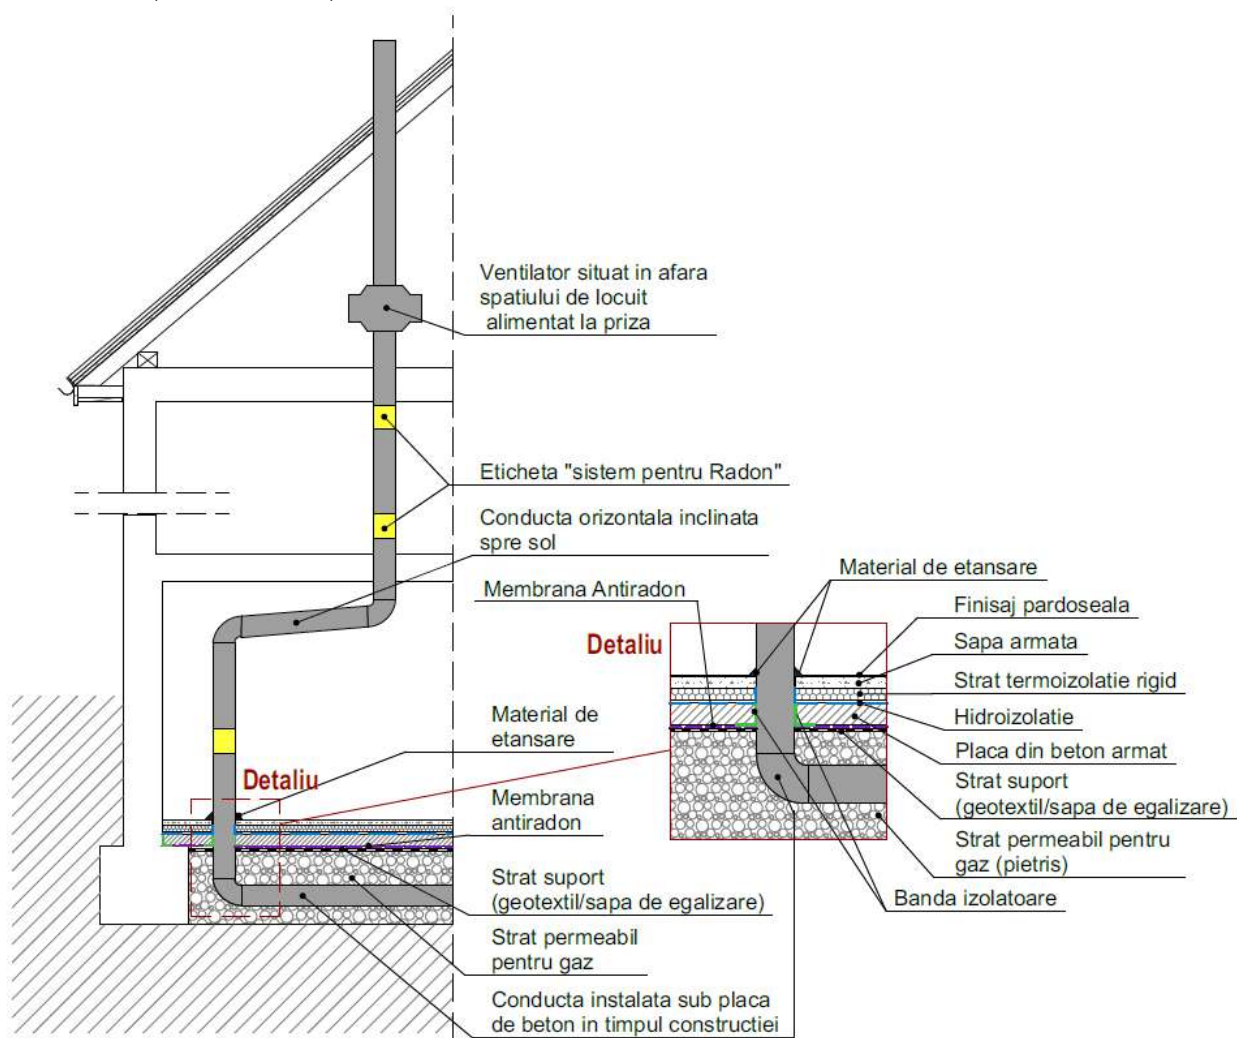 Ventilator situat in afara
spatiului de locuit
alimentat la priza
Eticheta "sistem pentru Radon"
Conducta orizontala inclinata
spre sol
Membrana Antiradon
Material de etansare
Finisaj pardoseala
Detaliu
Sapa armata
Strat termoizolatie rigid
Hidroizolatie
Placa din beton armat
Strat suport
(geotextil/sapa de egalizare)
Strat permeabil pentru
gaz (pietris)
Banda izolatoare
Material de
etansare
Detaliu
Membrana
antiradon
Strat suport
(geotextil/sapa de egalizare)
Strat permeabil
pentru gaz
Conducta instalata sub placa
de beton in timpul constructiei